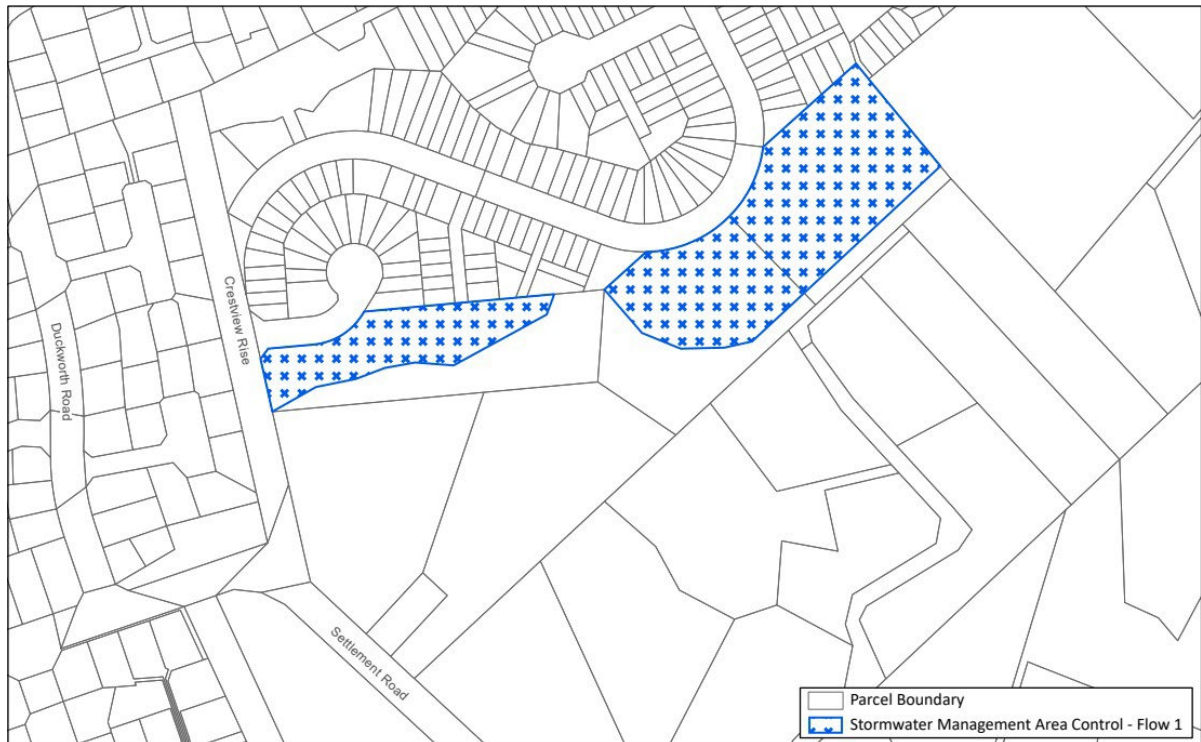 Crestview Rise
Duckworth Road
Settlement Road
Parcel Boundary
Stormwater Management Area Control - Flow 1